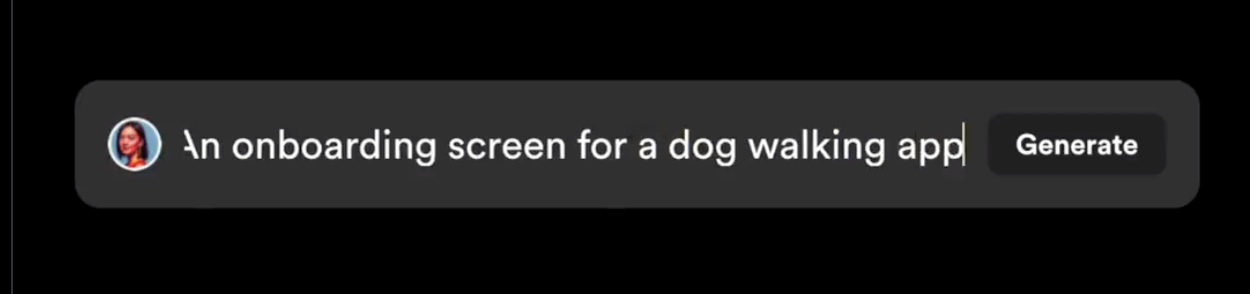 An onboarding screen for a dog walking app
Generate